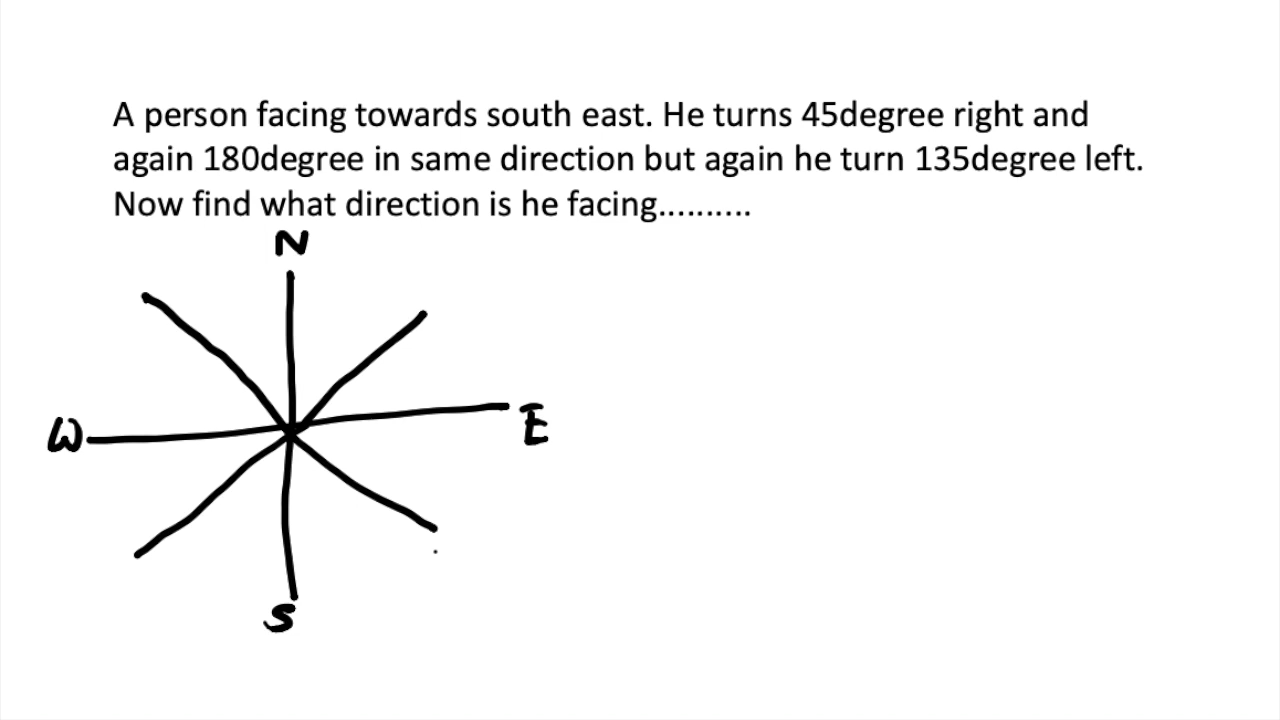 A person facing towards south east. He turns 45degree right and
again 180degree in same direction but again he turn 135degree left.
Now find what direction is he facing..........
N
W
E
S